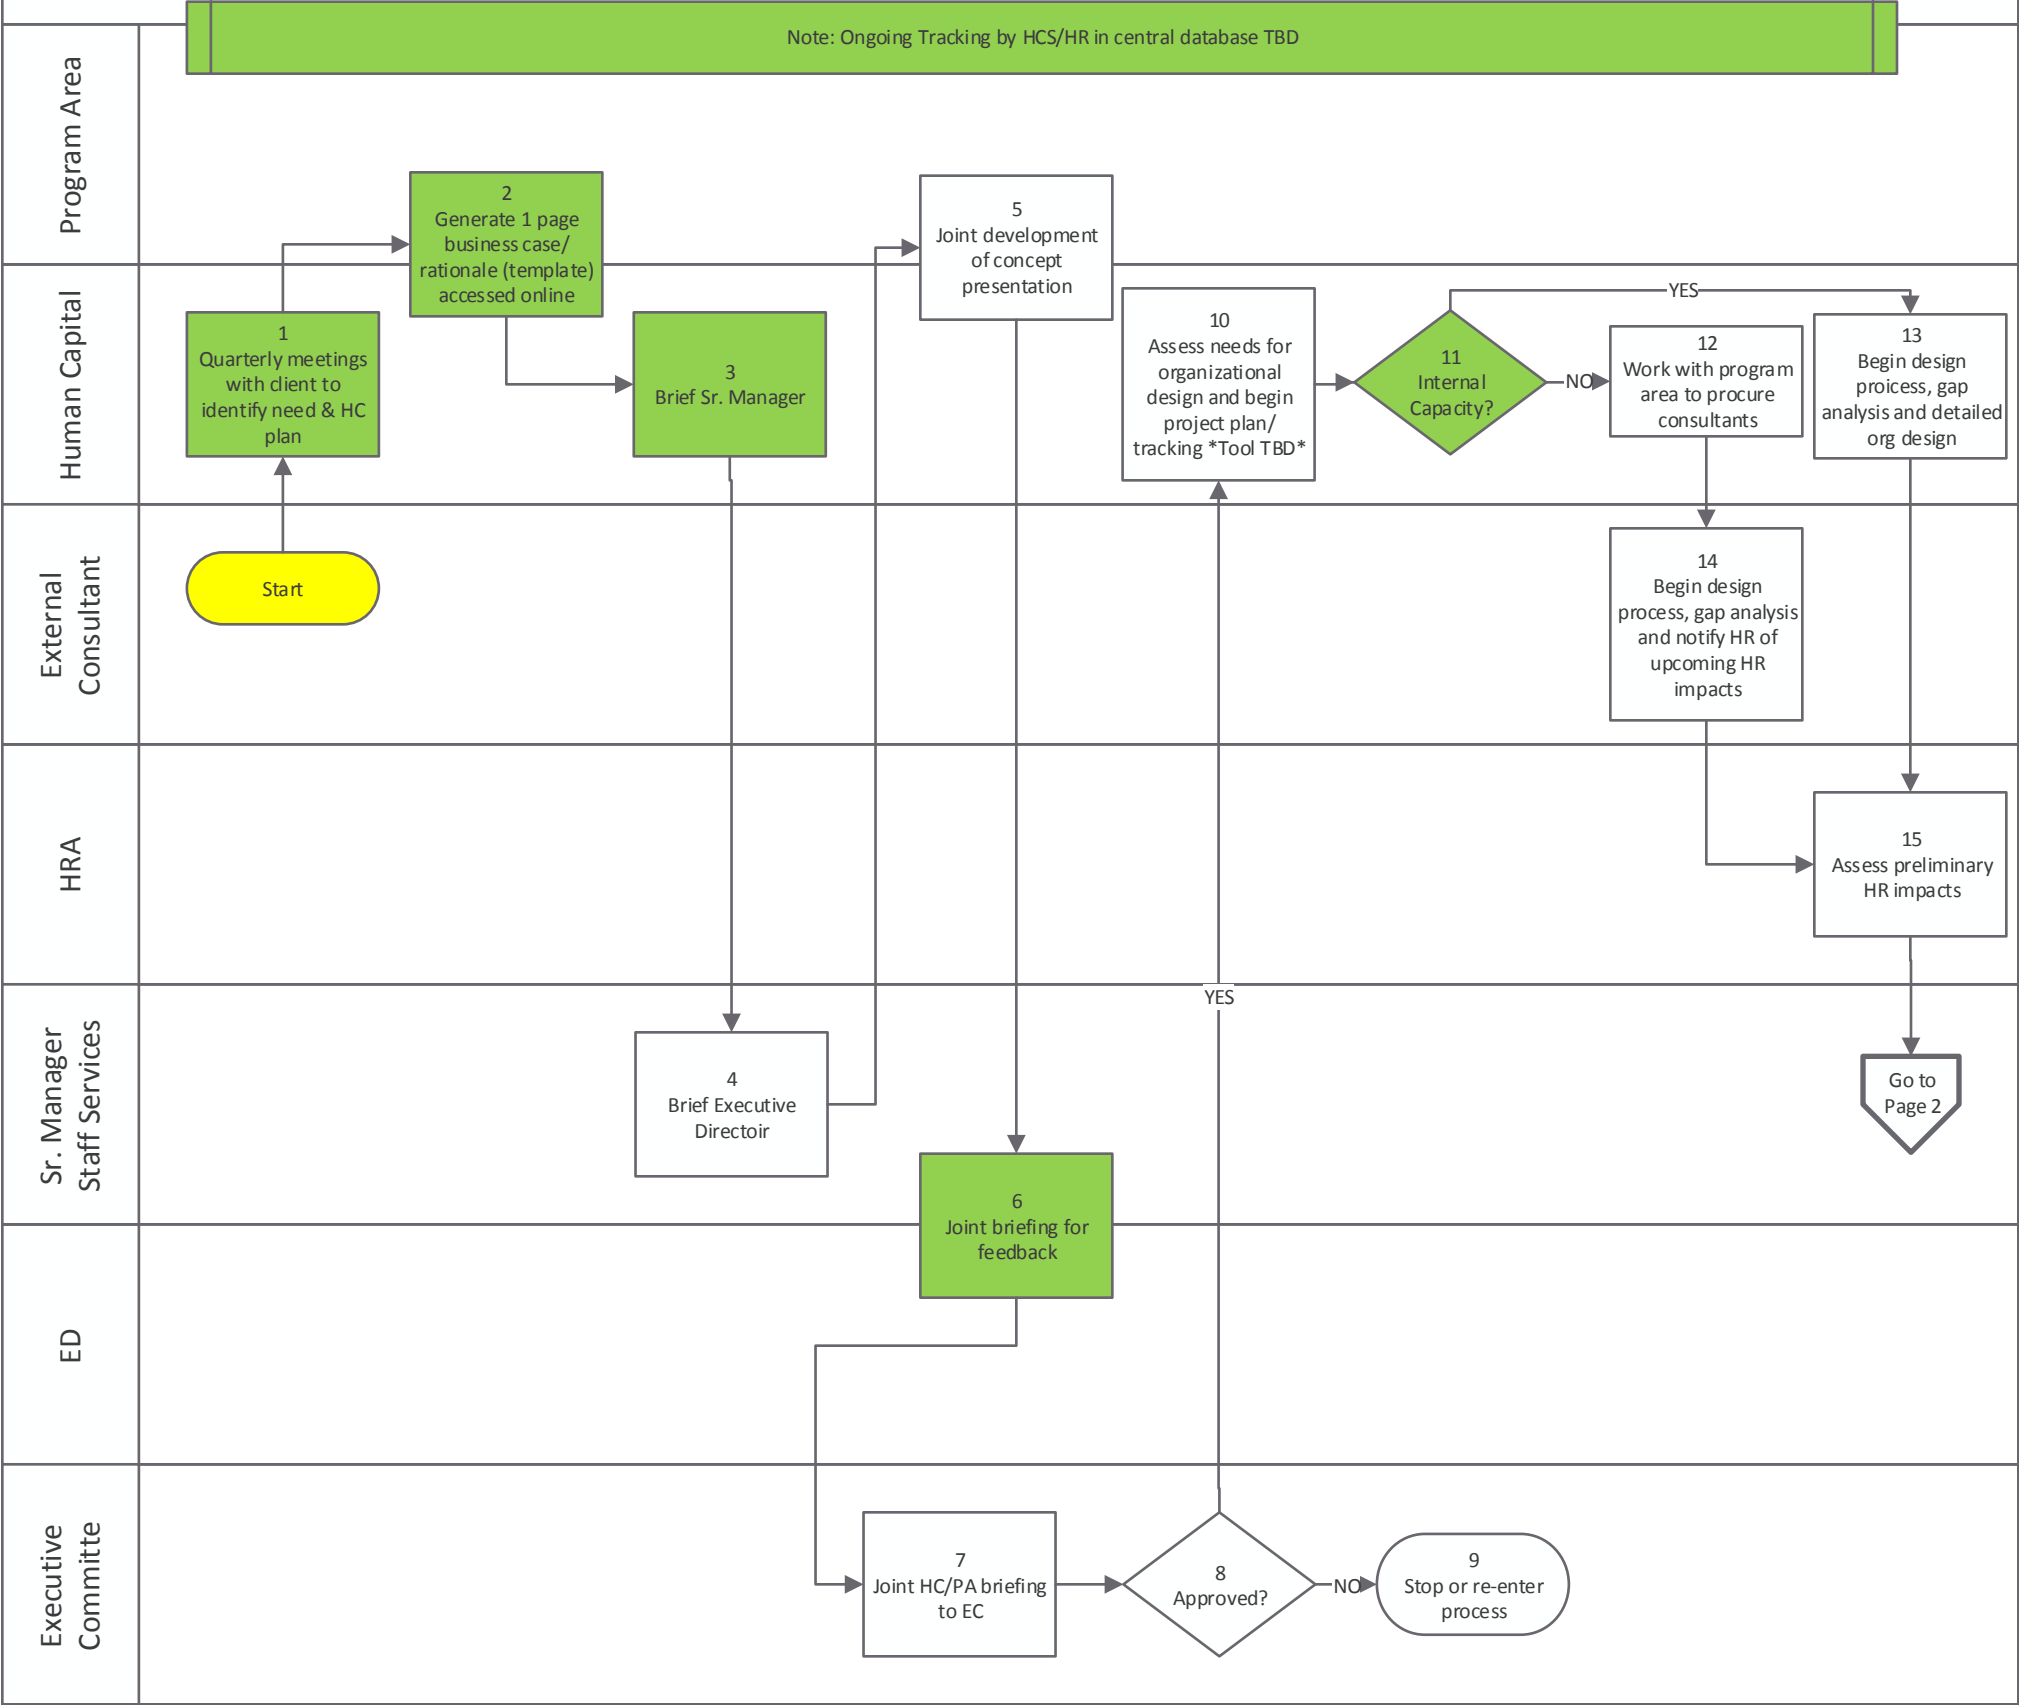 Note: Ongoing Tracking by HCS/HR in central database TBD
Program Area
2
Generate 1 page
business case/
rationale (template)
accessed online
5
Joint development
of concept
presentation
Human Capital
1
Quarterly meetings
with client to
identify need & HC
plan
3
Brief Sr. Manager
10
Assess needs for
organizational
design and begin
project plan/
tracking *Tool TBD*
11
Internal
Capacity?
YES
NO
12
Work with program
area to procure
consultants
13
Begin design
proicess, gap
analysis and detailed
org design
External
Consultant
Start
14
Begin design
process, gap analysis
and notify HR of
upcoming HR
impacts
HRA
15
Assess preliminary
HR impacts
YES
Sr. Manager
Staff Services
4
Brief Executive
Directoir
Go to
Page 2
6
Joint briefing for
feedback
ED
Executive
Committe
7
Joint HC/PA briefing
to EC
8
Approved?
NO
9
Stop or re-enter
process